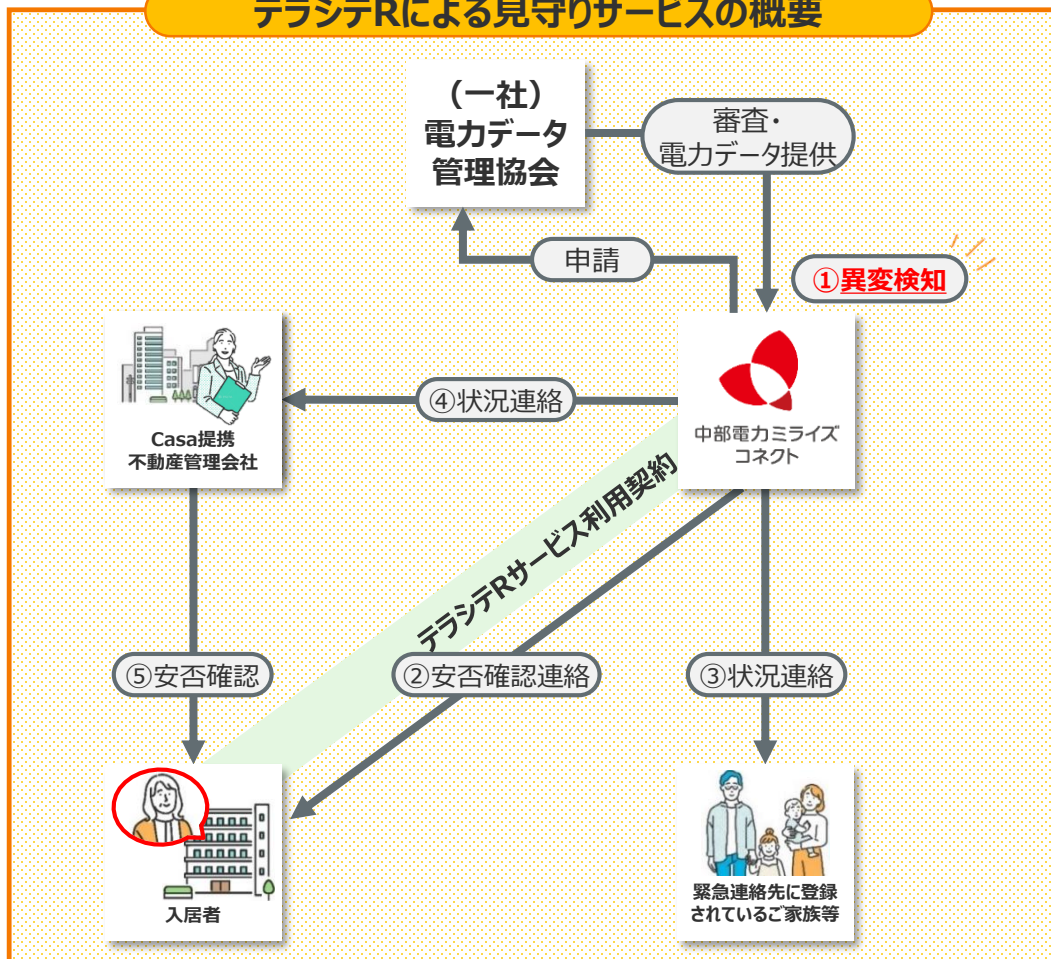 テラシテRによる見守りサービスの概要
（一社）
電力データ
管理協会
審査・
電力データ提供
申請
①異変検知
Casa提携
不動産管理会社
④状況連絡
中部電力ミライズ
コネクト
テラシテRサービス利用契約
⑤安否確認
②安否確認連絡
③状況連絡
入居者
緊急連絡先に登録
されているご家族等